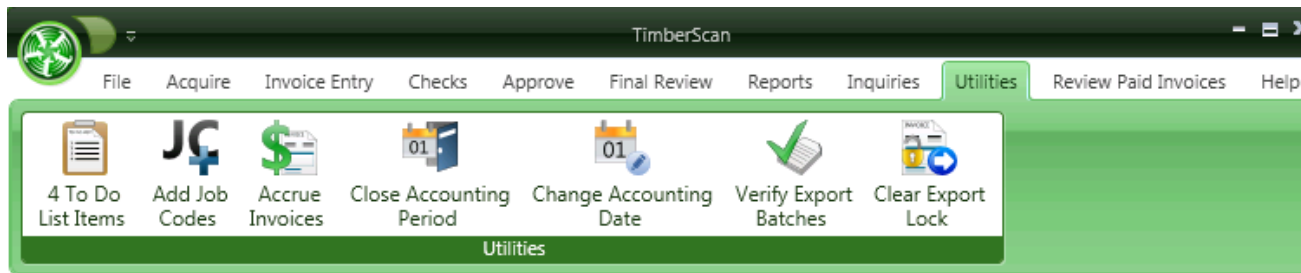 TimberScan
File Acquire Invoice Entry Checks Approve Final Review Reports Inquiries Utilities Review Paid Invoices Help
01 01
4 To Do Add Job Accrue Close Accounting Change Accounting Verify Export Clear Export
List Items Codes Invoices Period Date Batches Lock
Utilities